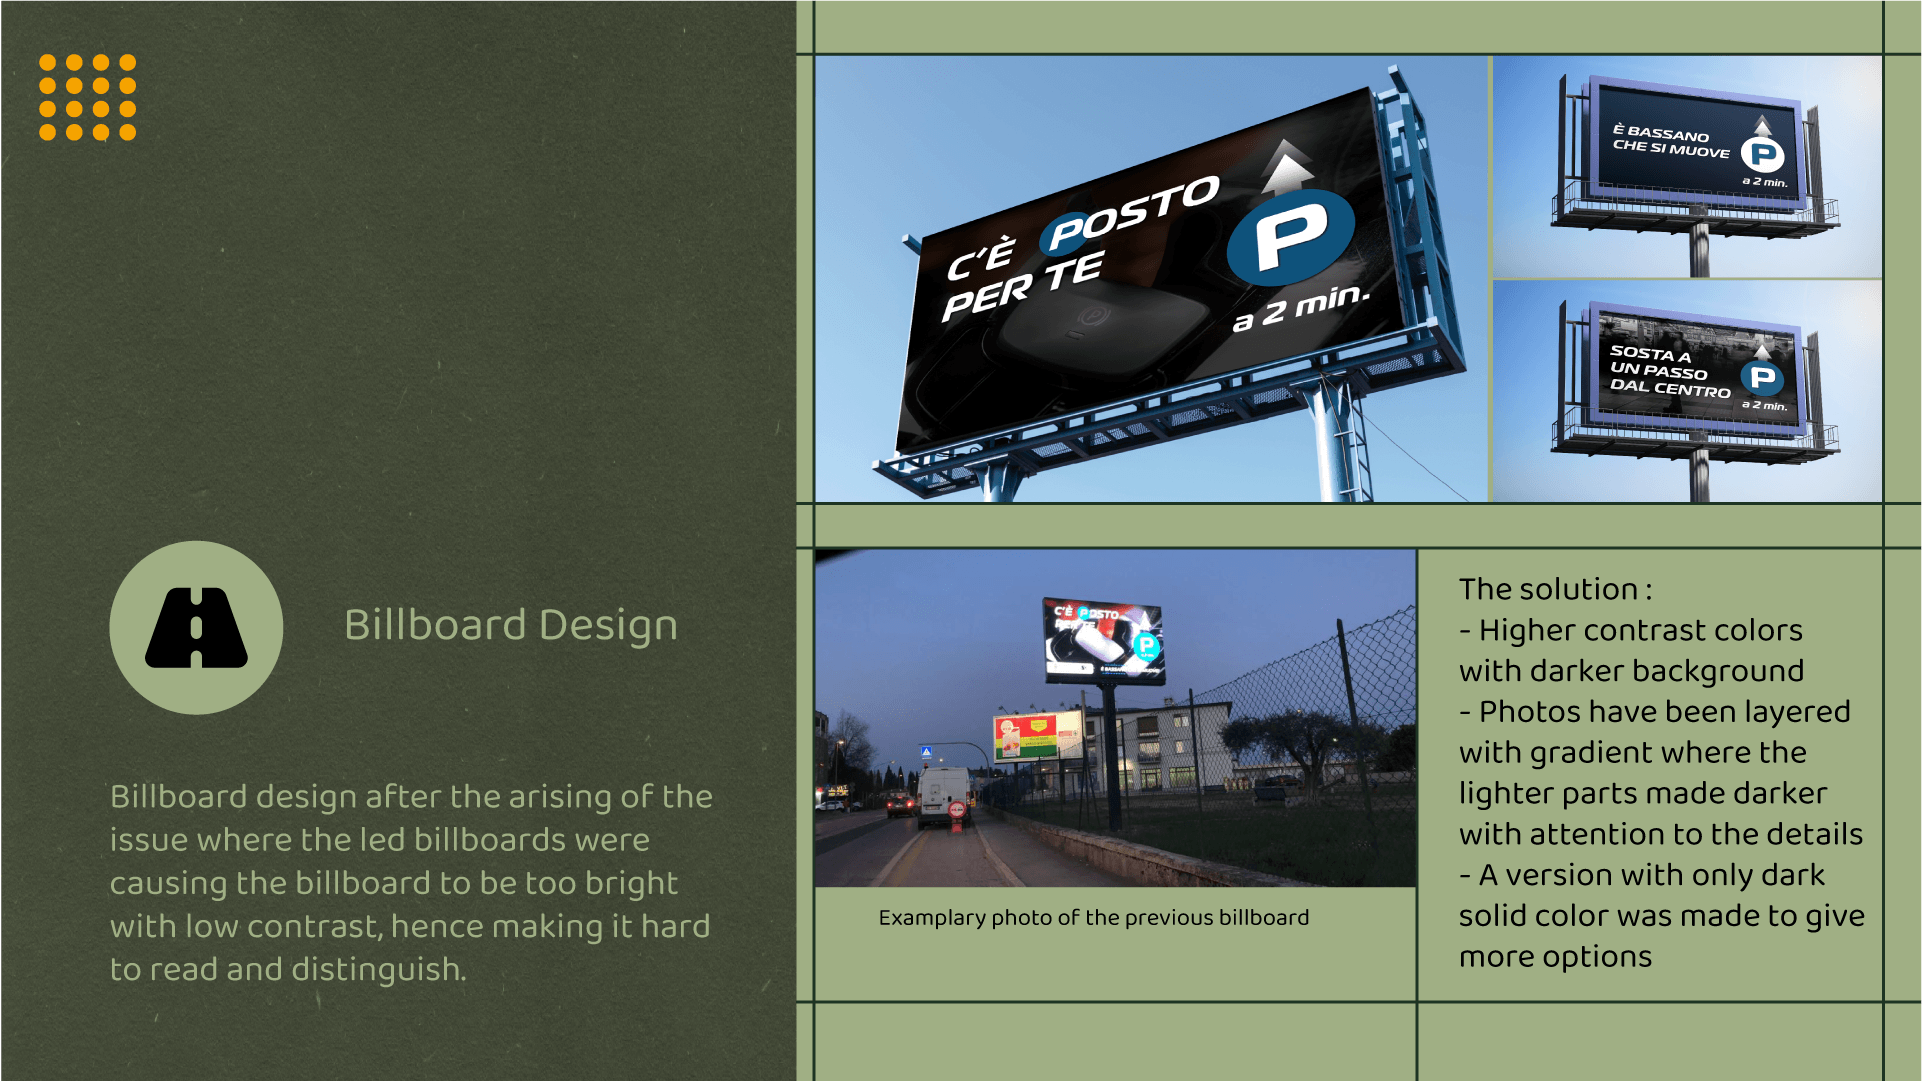 Billboard Design
Billboard design after the arising of the
issue where the led billboards were
causing the billboard to be too bright
with low contrast, hence making it hard
to read and distinguish.
C'È POSTO
PER TE
P
a 2 min.
È BASSANO
CHE SI MUOVE
P
a 2 min.
SOSTA A
UN PASSO
DAL CENTRO
P
a 2 min.
C'È POSTO
PER TE
P
Examplary photo of the previous billboard
The solution :
- Higher contrast colors
with darker background
- Photos have been layered
with gradient where the
lighter parts made darker
with attention to the details
- A version with only dark
solid color was made to give
more options